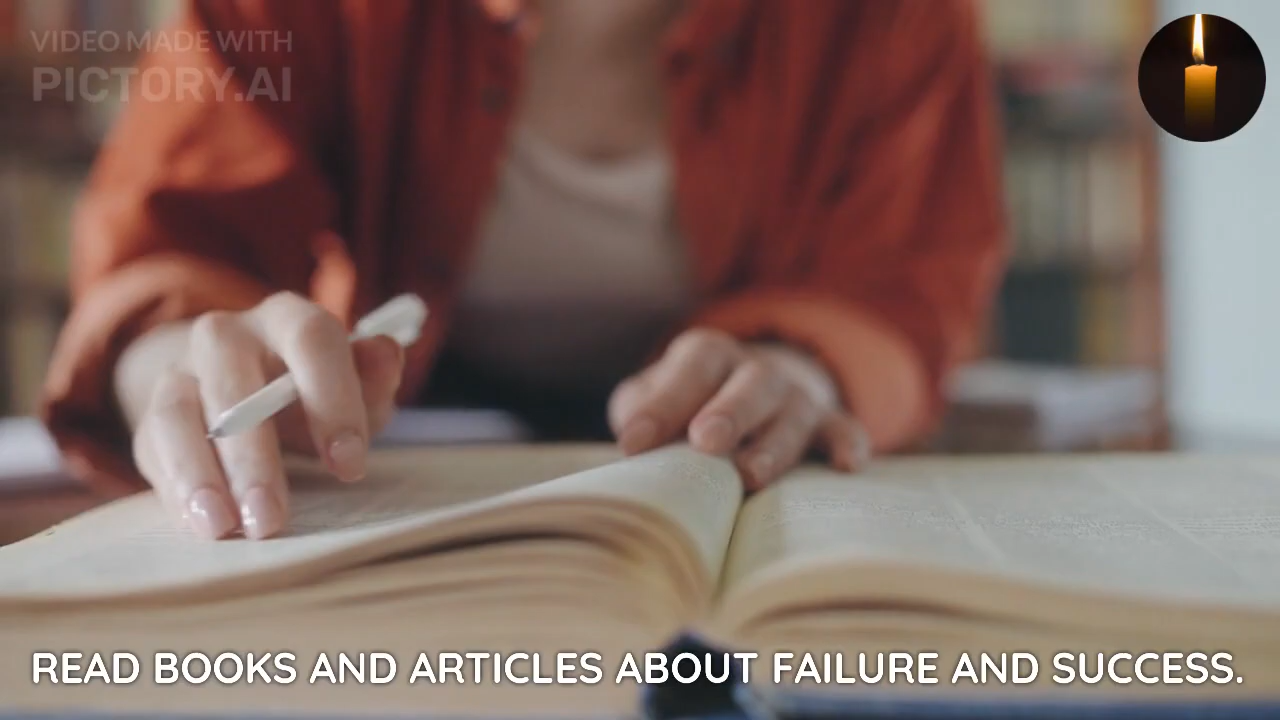 VIDEO MADE WITH
PICTORY.AI
READ BOOKS AND ARTICLES ABOUT FAILURE AND SUCCESS.